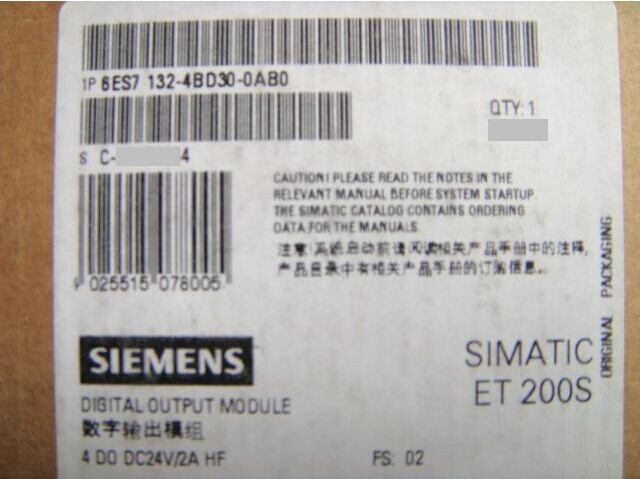 1P 6ES7 132-4BD30-0AB0
QTY: 1
S C- 4
CAUTION! PLEASE READ THE NOTES IN THE
RELEVANT MANUAL BEFORE SYSTEM STARTUP.
THE SIMATIC CATALOG CONTAINS ORDERING
DATA FOR THE MANUALS.
注意:系统启动前请阅读相关产品手册中的注释,
产品目录中有相关产品手册的订购信息。
025515 078005
ORIGINAL PACKAGING
SIEMENS
SIMATIC
ET 200S
DIGITAL OUTPUT MODULE
数字输出模组
4 DO DC24V/2A HF
FS: 02